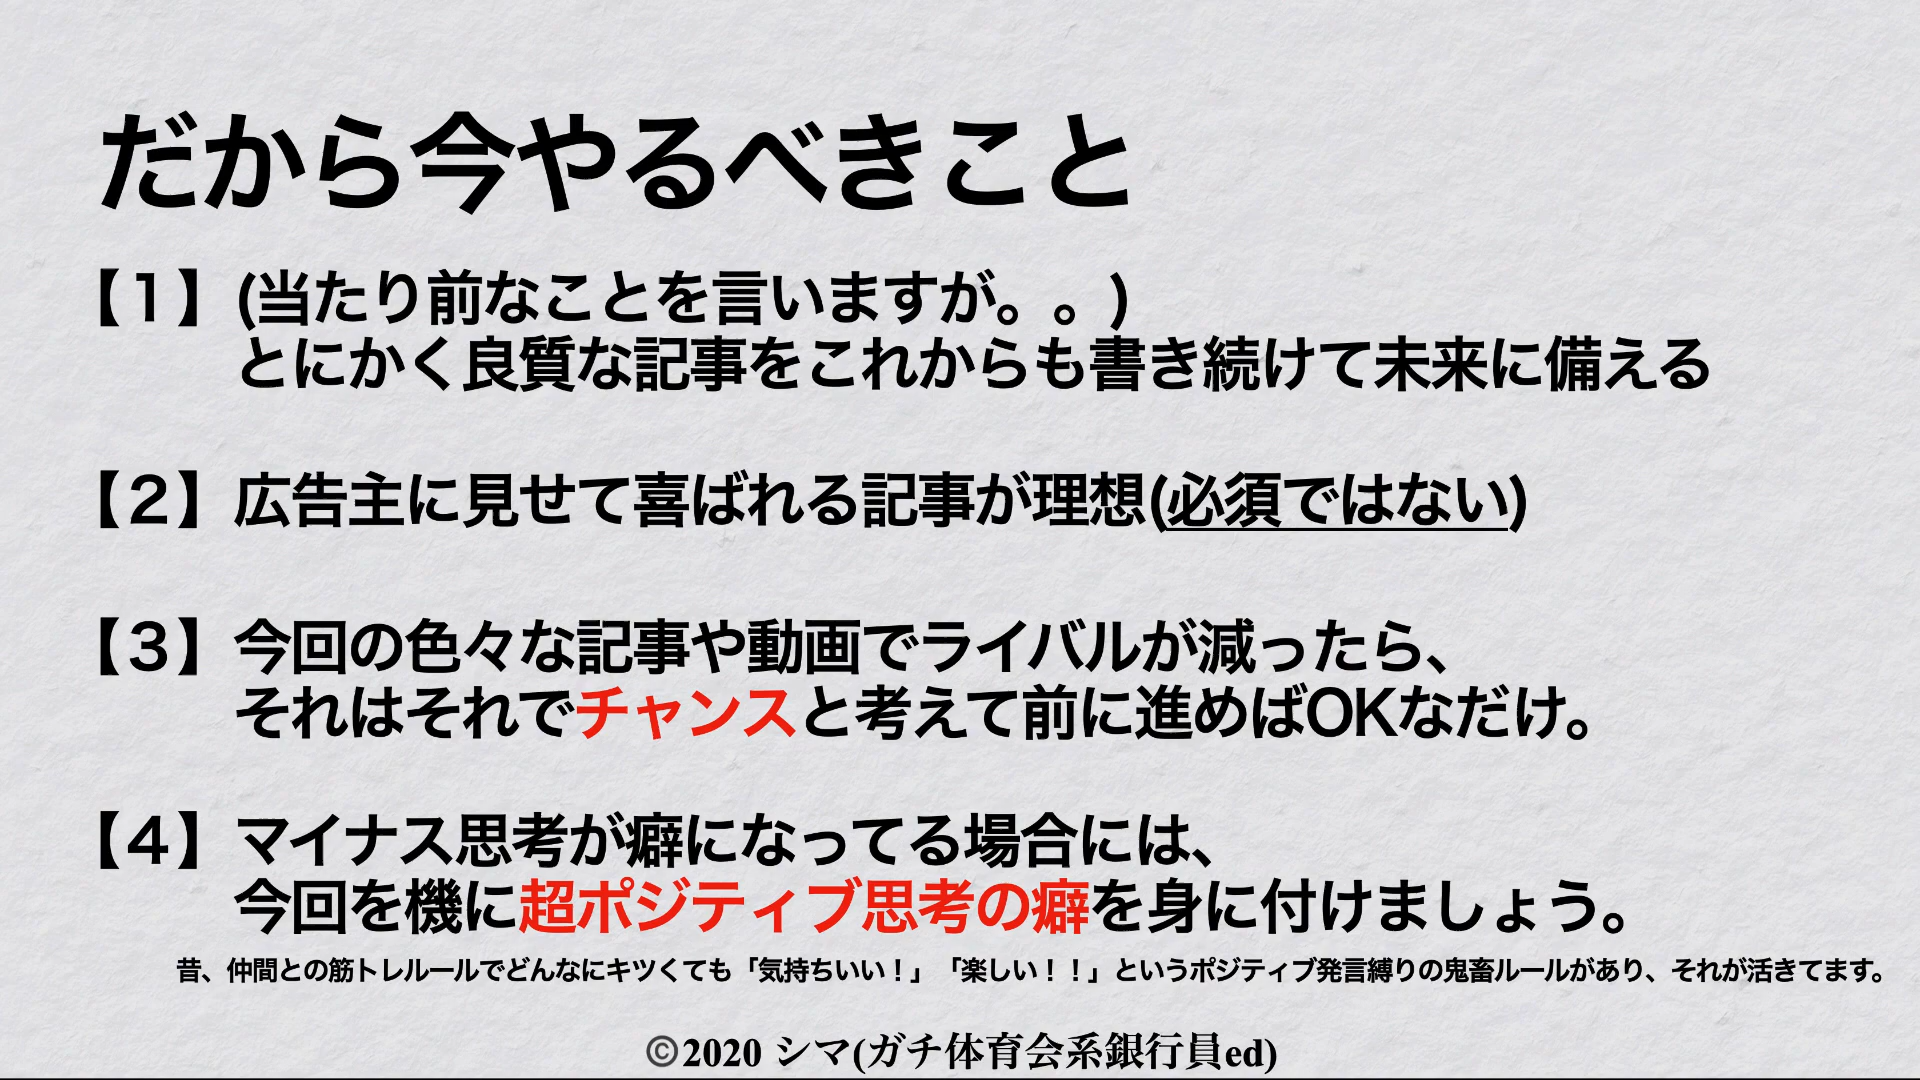 だから今やるべきこと
【１】(当たり前なことを言いますが。。)
とにかく良質な記事をこれからも書き続けて未来に備える
【２】広告主に見せて喜ばれる記事が理想(必須ではない)
【３】今回の色々な記事や動画でライバルが減ったら、
それはそれでチャンスと考えて前に進めばOKなだけ。
【４】マイナス思考が癖になってる場合には、
今回を機に超ポジティブ思考の癖を身に付けましょう。
昔、仲間との筋トレルールでどんなにキツくても「気持ちいい！」「楽しい！！」というポジティブ発言縛りの鬼畜ルールがあり、それが活きてます。
©2020 シマ(ガチ体育会系銀行員ed)